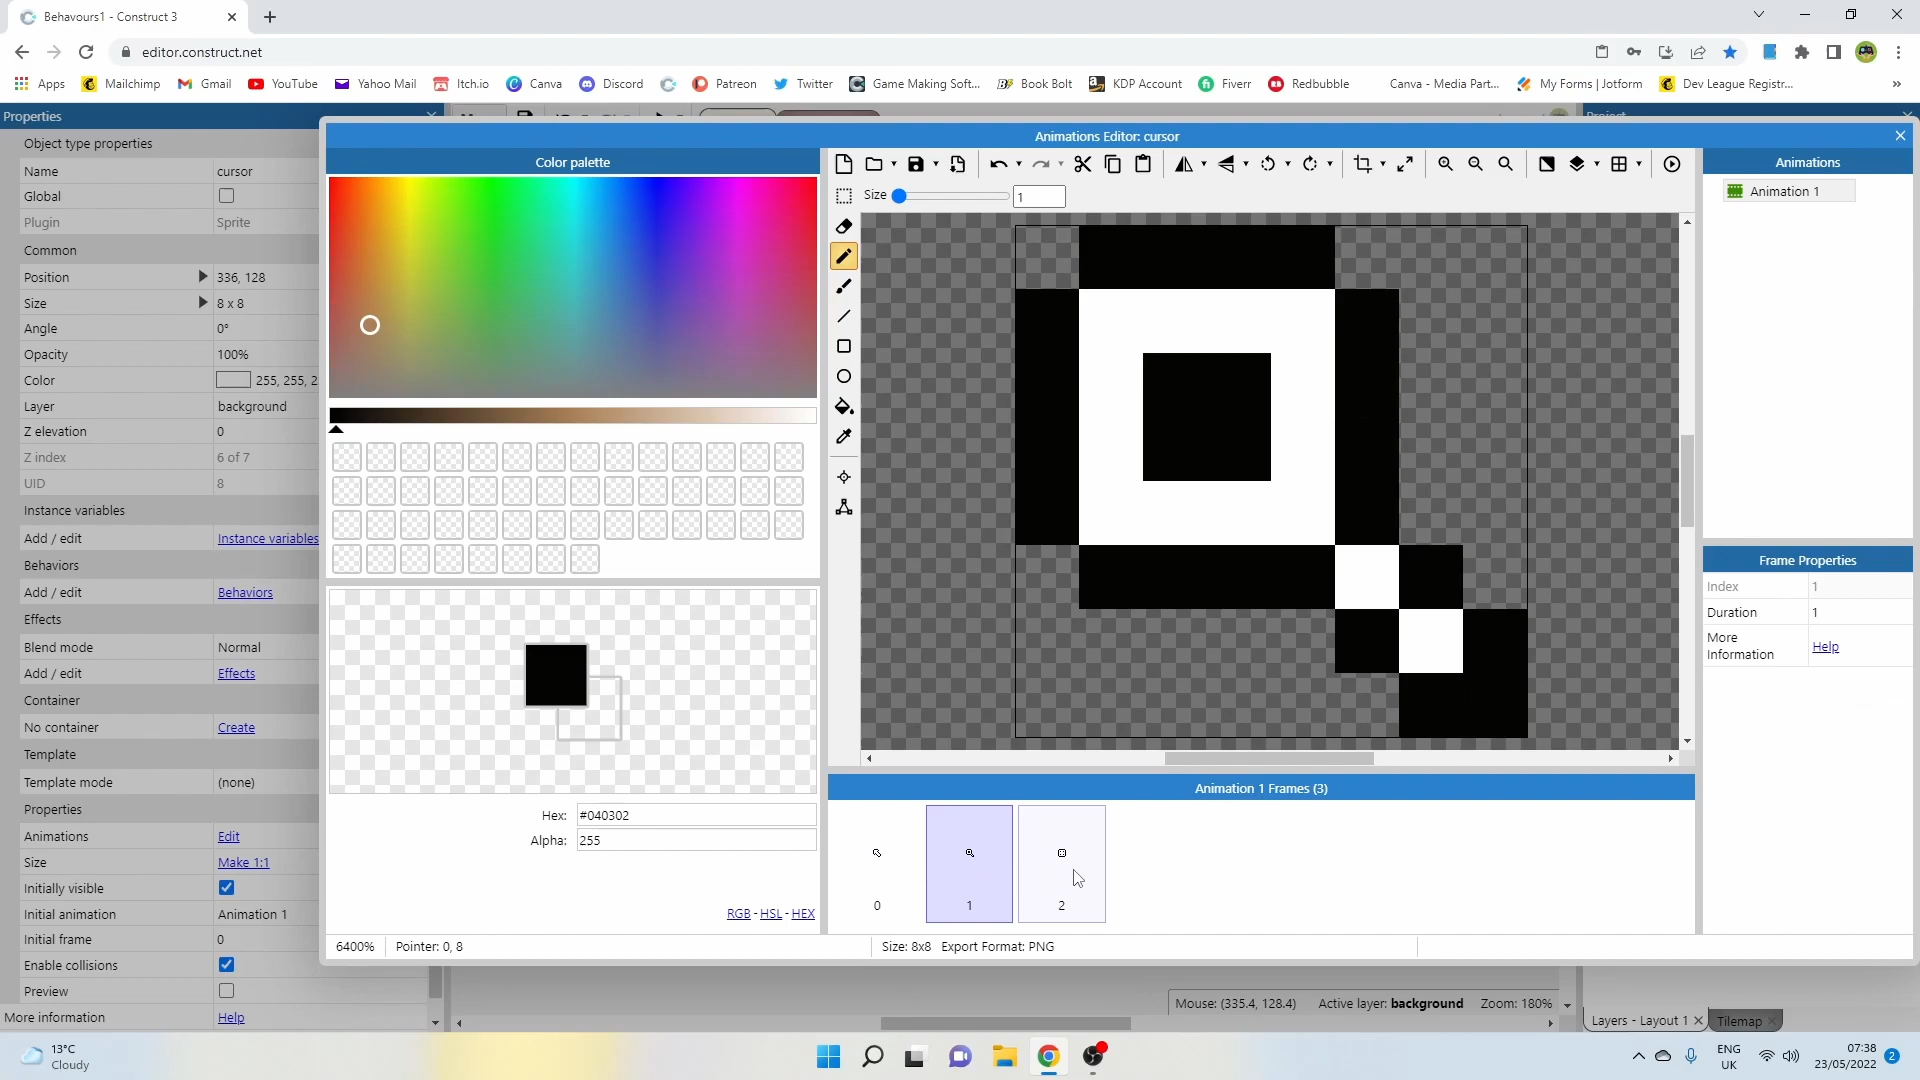 Behavours1 - Construct 3
editor.construct.net
Apps
Mailchimp
Gmail
YouTube
Yahoo Mail
Itch.io
Canva
Discord
Patreon
Twitter
Game Making Soft...
Book Bolt
KDP Account
Fiverr
Redbubble
Canva - Media Part...
My Forms | Jotform
Dev League Registr...
»
Properties
Animations Editor: cursor
Object type properties
Name cursor
Global
Plugin Sprite
Common
Position 336, 128
Size 8 x 8
Angle 0°
Opacity 100%
Color 255, 255, 2
Layer background
Z elevation 0
Z index 6 of 7
UID 8
Instance variables
Add / edit Instance variables
Behaviors
Add / edit Behaviors
Effects
Blend mode Normal
Add / edit Effects
Container
No container Create
Template
Template mode (none)
Properties
Animations Edit
Size Make 1:1
Initially visible
Initial animation Animation 1
Initial frame 0
Enable collisions
Preview
More information Help
Color palette
Hex: #040302
Alpha: 255
RGB - HSL - HEX
6400% Pointer: 0, 8
Size 1
Animation 1 Frames (3)
0 1 2
Size: 8x8 Export Format: PNG
Animations
Animation 1
Frame Properties
Index 1
Duration 1
More Information Help
Mouse: (335.4, 128.4) Active layer: background Zoom: 180%
Layers - Layout 1
Tilemap
13°C
Cloudy
ENG
UK
07:38
23/05/2022
2